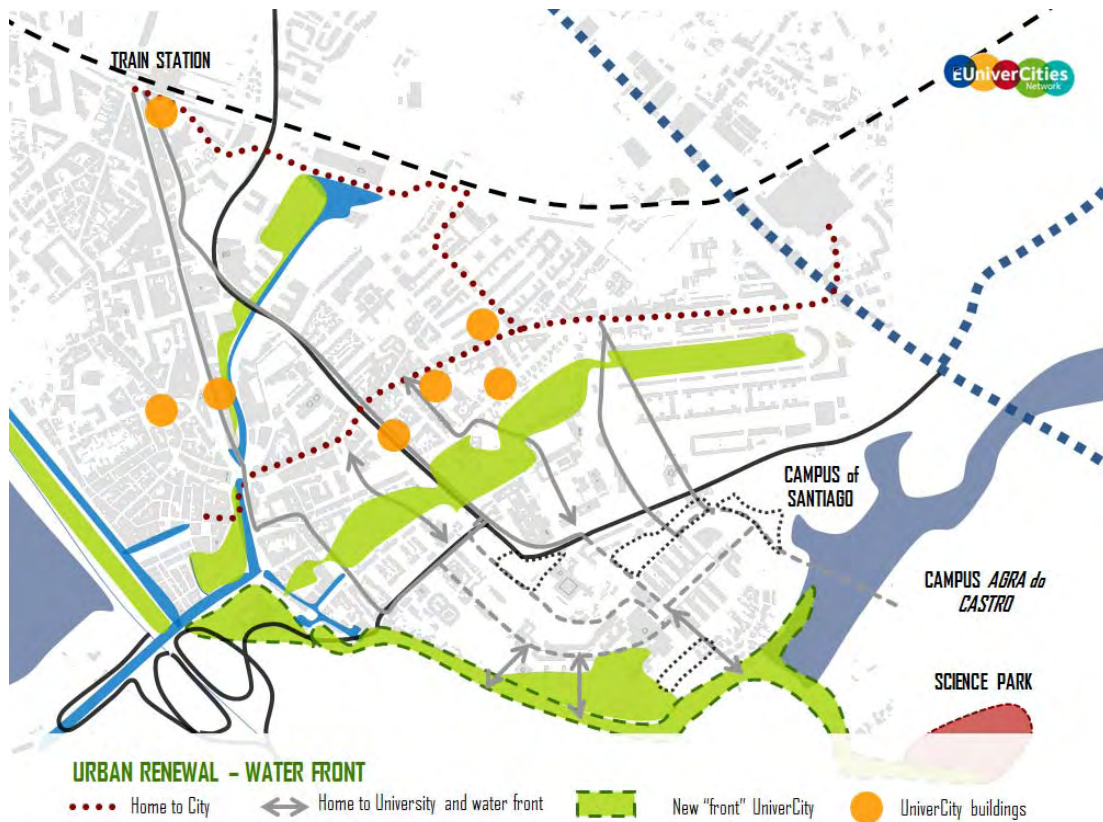 TRAIN STATION
EUniverCities
Network
CAMPUS of
SANTIAGO
CAMPUS AGRA do
CASTRO
SCIENCE PARK
URBAN RENEWAL – WATER FRONT
Home to City
Home to University and water front
New "front" UniverCity
UniverCity buildings